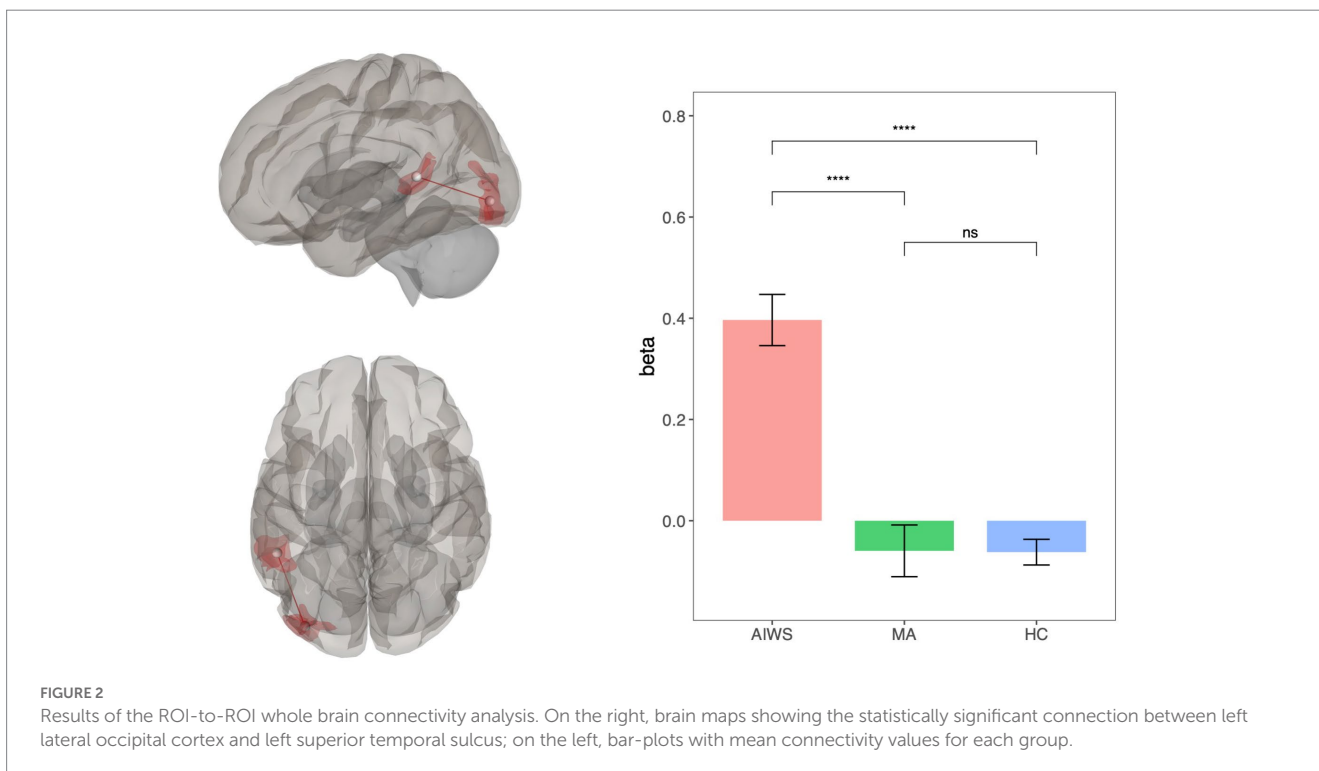 0.8
****
****
0.6
ns
0.4
beta
0.2
0.0
AIWS MA HC
FIGURE 2
Results of the ROI-to-ROI whole brain connectivity analysis. On the right, brain maps showing the statistically significant connection between left
lateral occipital cortex and left superior temporal sulcus; on the left, bar-plots with mean connectivity values for each group.